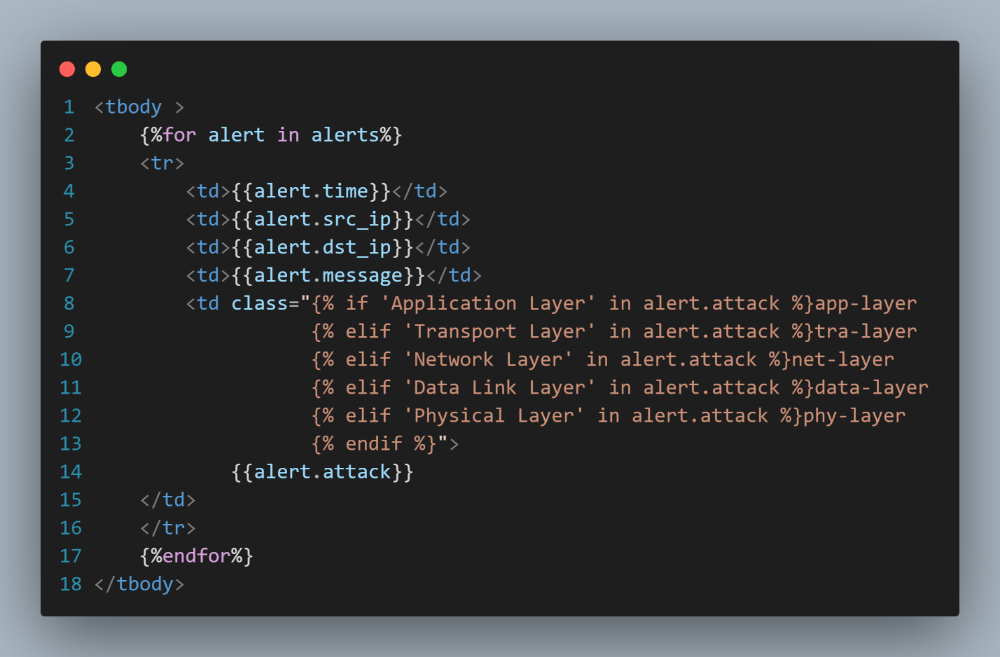 1 <tbody >
2     {%for alert in alerts%}
3     <tr>
4         <td>{{alert.time}}</td>
5         <td>{{alert.src_ip}}</td>
6         <td>{{alert.dst_ip}}</td>
7         <td>{{alert.message}}</td>
8         <td class="{% if 'Application Layer' in alert.attack %}app-layer
9                    {% elif 'Transport Layer' in alert.attack %}tra-layer
10                    {% elif 'Network Layer' in alert.attack %}net-layer
11                    {% elif 'Data Link Layer' in alert.attack %}data-layer
12                    {% elif 'Physical Layer' in alert.attack %}phy-layer
13                    {% endif %}">
14             {{alert.attack}}
15     </td>
16     </tr>
17     {%endfor%}
18 </tbody>